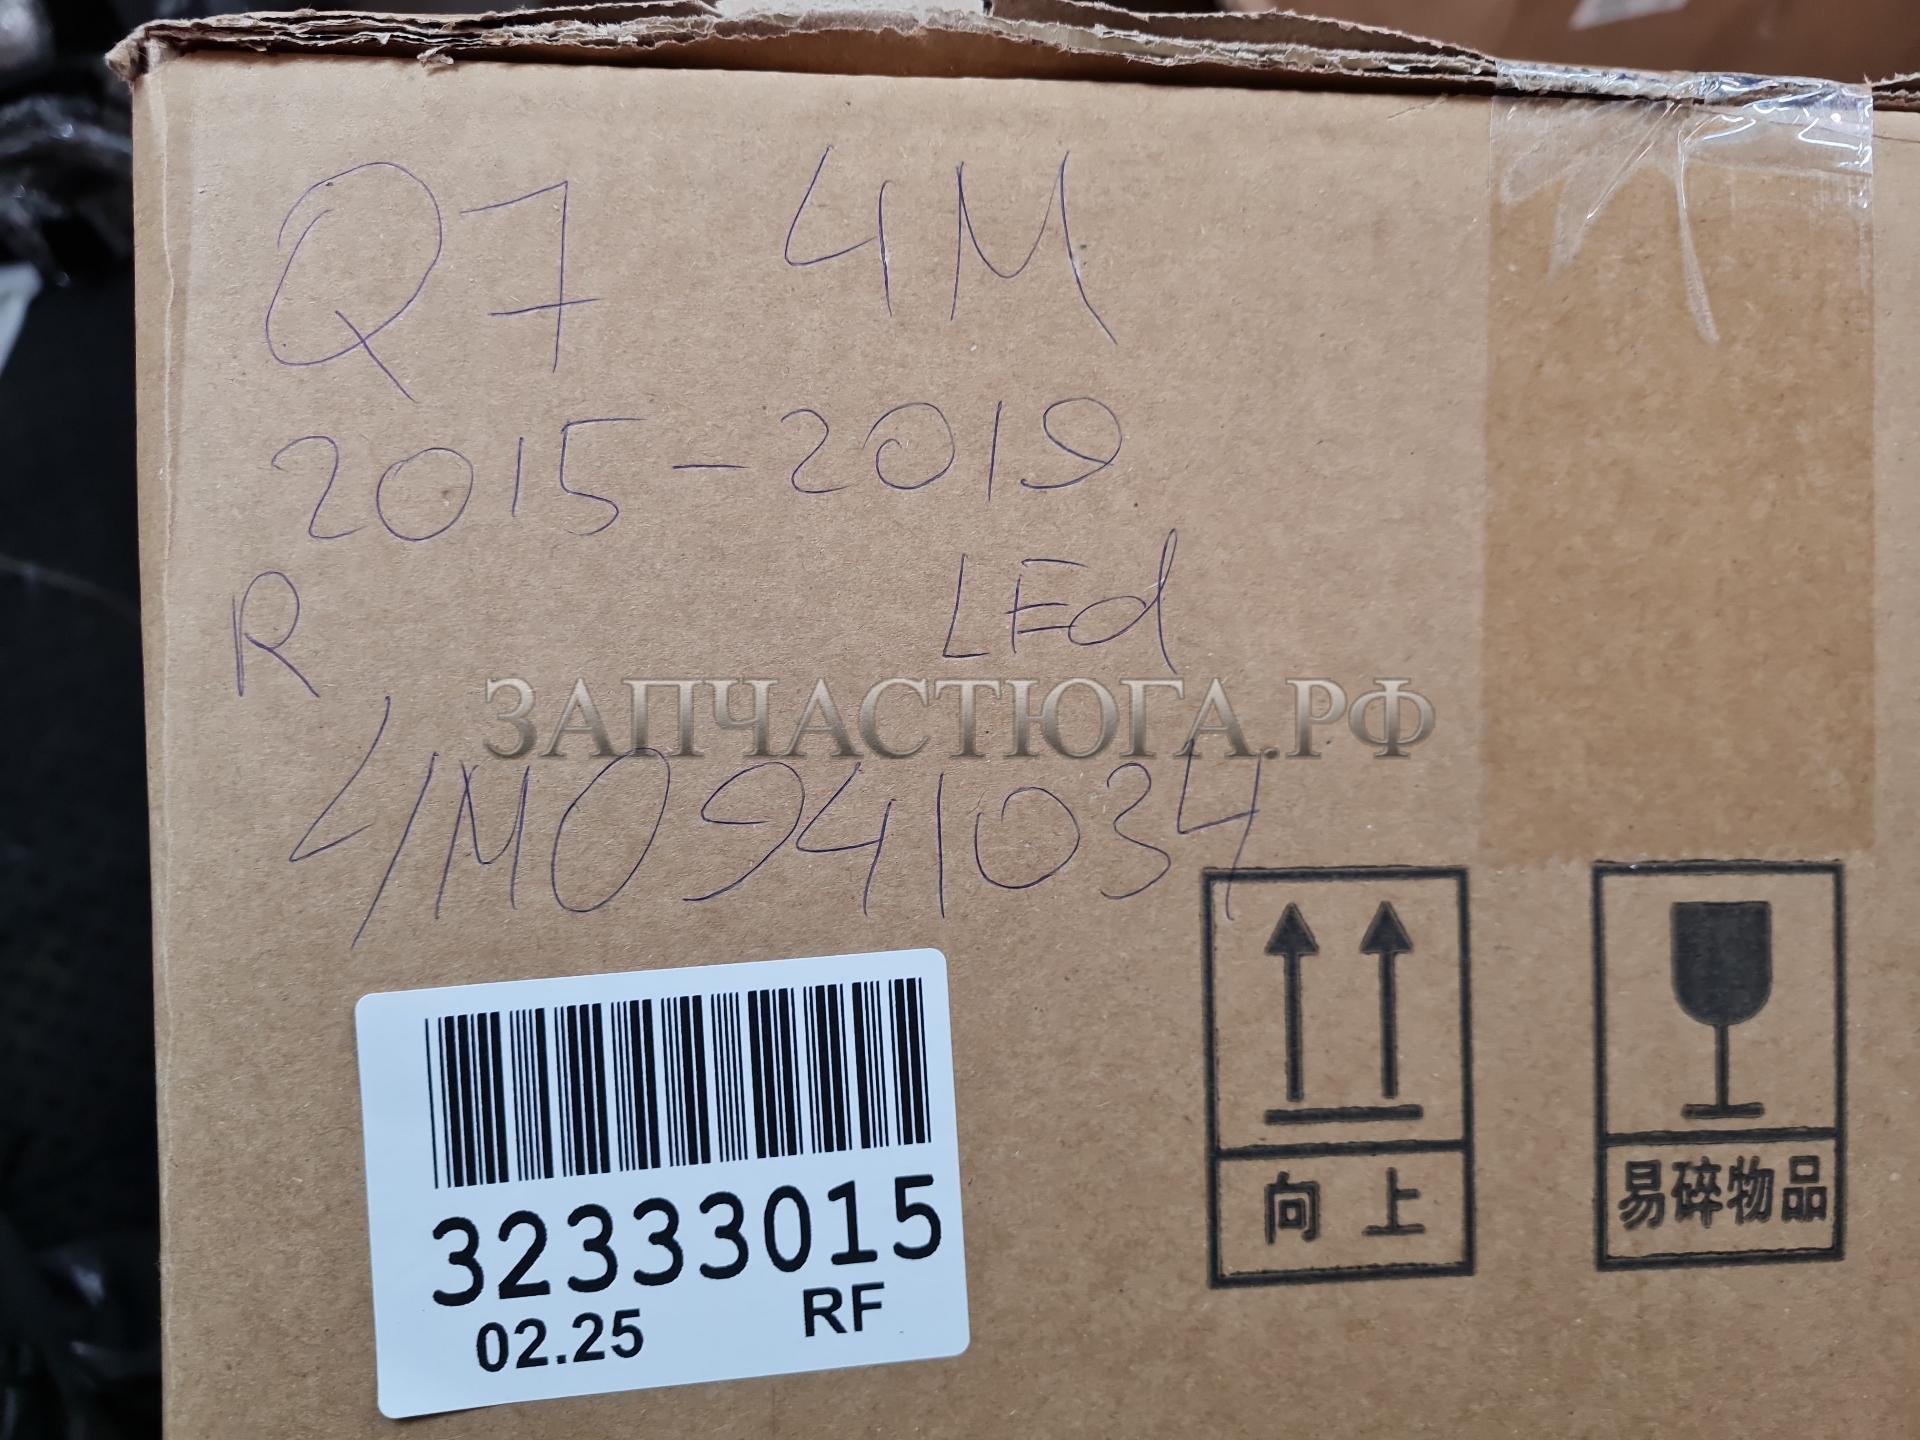 Q7 4M
2015-2019
R LEd
ЗАПЧАСТЮГА.РФ
4M0941034
32333015
02.25 RF
向上
易碎物品